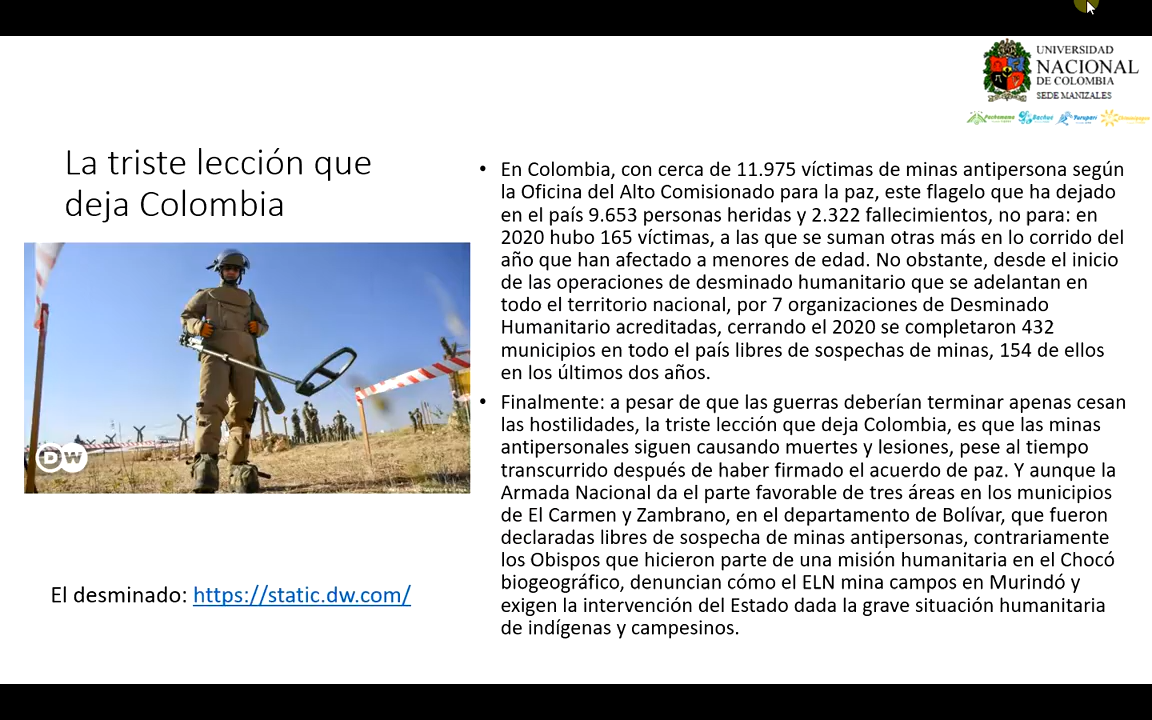 UNIVERSIDAD
NACIONAL
DE COLOMBIA
SEDE MANIZALES
La triste lección que
deja Colombia
DW
El desminado: https://static.dw.com/
• En Colombia, con cerca de 11.975 víctimas de minas antipersona según
la Oficina del Alto Comisionado para la paz, este flagelo que ha dejado
en el país 9.653 personas heridas y 2.322 fallecimientos, no para: en
2020 hubo 165 víctimas, a las que se suman otras más en lo corrido del
año que han afectado a menores de edad. No obstante, desde el inicio
de las operaciones de desminado humanitario que se adelantan en
todo el territorio nacional, por 7 organizaciones de Desminado
Humanitario acreditadas, cerrando el 2020 se completaron 432
municipios en todo el país libres de sospechas de minas, 154 de ellos
en los últimos dos años.
• Finalmente: a pesar de que las guerras deberían terminar apenas cesan
las hostilidades, la triste lección que deja Colombia, es que las minas
antipersonales siguen causando muertes y lesiones, pese al tiempo
transcurrido después de haber firmado el acuerdo de paz. Y aunque la
Armada Nacional da el parte favorable de tres áreas en los municipios
de El Carmen y Zambrano, en el departamento de Bolívar, que fueron
declaradas libres de sospecha de minas antipersonas, contrariamente
los Obispos que hicieron parte de una misión humanitaria en el Chocó
biogeográfico, denuncian cómo el ELN mina campos en Murindó y
exigen la intervención del Estado dada la grave situación humanitaria
de indígenas y campesinos.